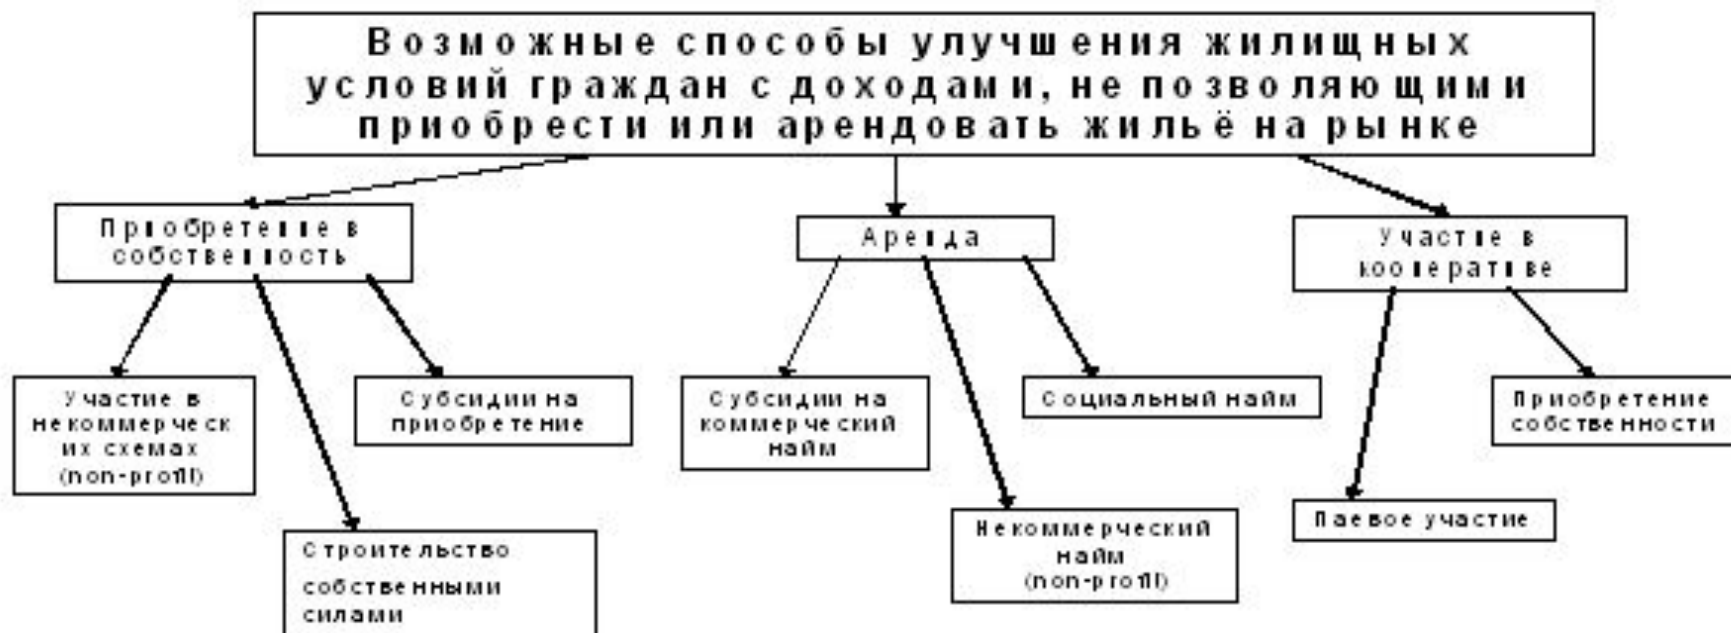 Возможные способы улучшения жилищных
условий граждан с доходами, не позволяющими
приобрести или арендовать жильё на рынке
Приобретение в
собственность
Аренда
Участие в
кооперативе
Участие в
некоммерческ
их схемах
(non-profit)
Субсидии на
приобретение
Строительство
собственными
силами
Субсидии на
коммерческий
найм
Социальный найм
Некоммерческий
найм
(non-profit)
Приобретение
собственности
Паевое участие